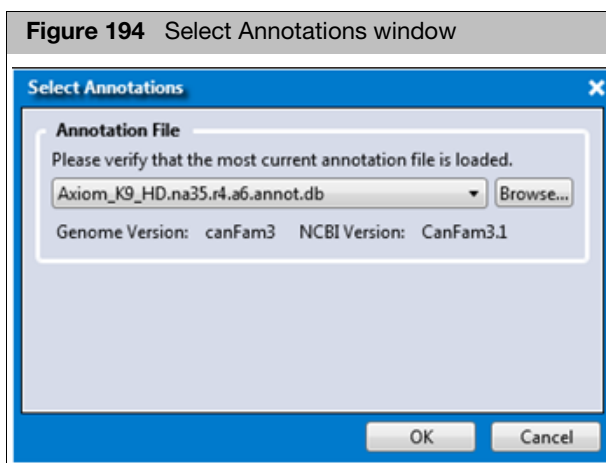 Figure 194 Select Annotations window
Select Annotations
Annotation File
Please verify that the most current annotation file is loaded.
Axiom_K9_HD.na35.r4.a6.annot.db Browse...
Genome Version: canFam3 NCBI Version: CanFam3.1
OK Cancel